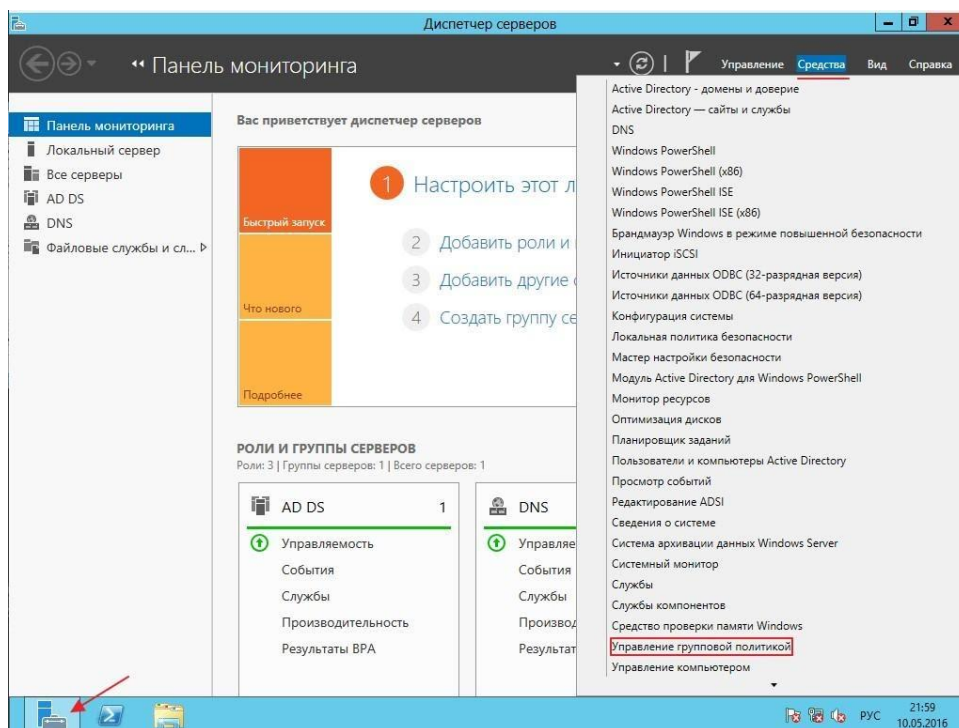 Диспетчер серверов
Панель мониторинга
Управление Средства Вид Справка
Панель мониторинга
Локальный сервер
Все серверы
AD DS
DNS
Файловые службы и сл...
Вас приветствует диспетчер серверов
Быстрый запуск
Что нового
Подробнее
1 Настроить этот л
2 Добавить роли и
3 Добавить другие
4 Создать группу се
РОЛИ И ГРУППЫ СЕРВЕРОВ
Роли: 3 | Группы серверов: 1 | Всего серверов: 1
AD DS 1
Управляемость
События
Службы
Производительность
Результаты BPA
DNS
Управляе
События
Службы
Производ
Результат
Active Directory - домены и доверие
Active Directory — сайты и службы
DNS
Windows PowerShell
Windows PowerShell (x86)
Windows PowerShell ISE
Windows PowerShell ISE (x86)
Брандмауэр Windows в режиме повышенной безопасности
Инициатор iSCSI
Источники данных ODBC (32-разрядная версия)
Источники данных ODBC (64-разрядная версия)
Конфигурация системы
Локальная политика безопасности
Мастер настройки безопасности
Модуль Active Directory для Windows PowerShell
Монитор ресурсов
Оптимизация дисков
Планировщик заданий
Пользователи и компьютеры Active Directory
Просмотр событий
Редактирование ADSI
Сведения о системе
Система архивации данных Windows Server
Системный монитор
Службы
Службы компонентов
Средство проверки памяти Windows
Управление групповой политикой
Управление компьютером
РУС
21:59
10.05.2016